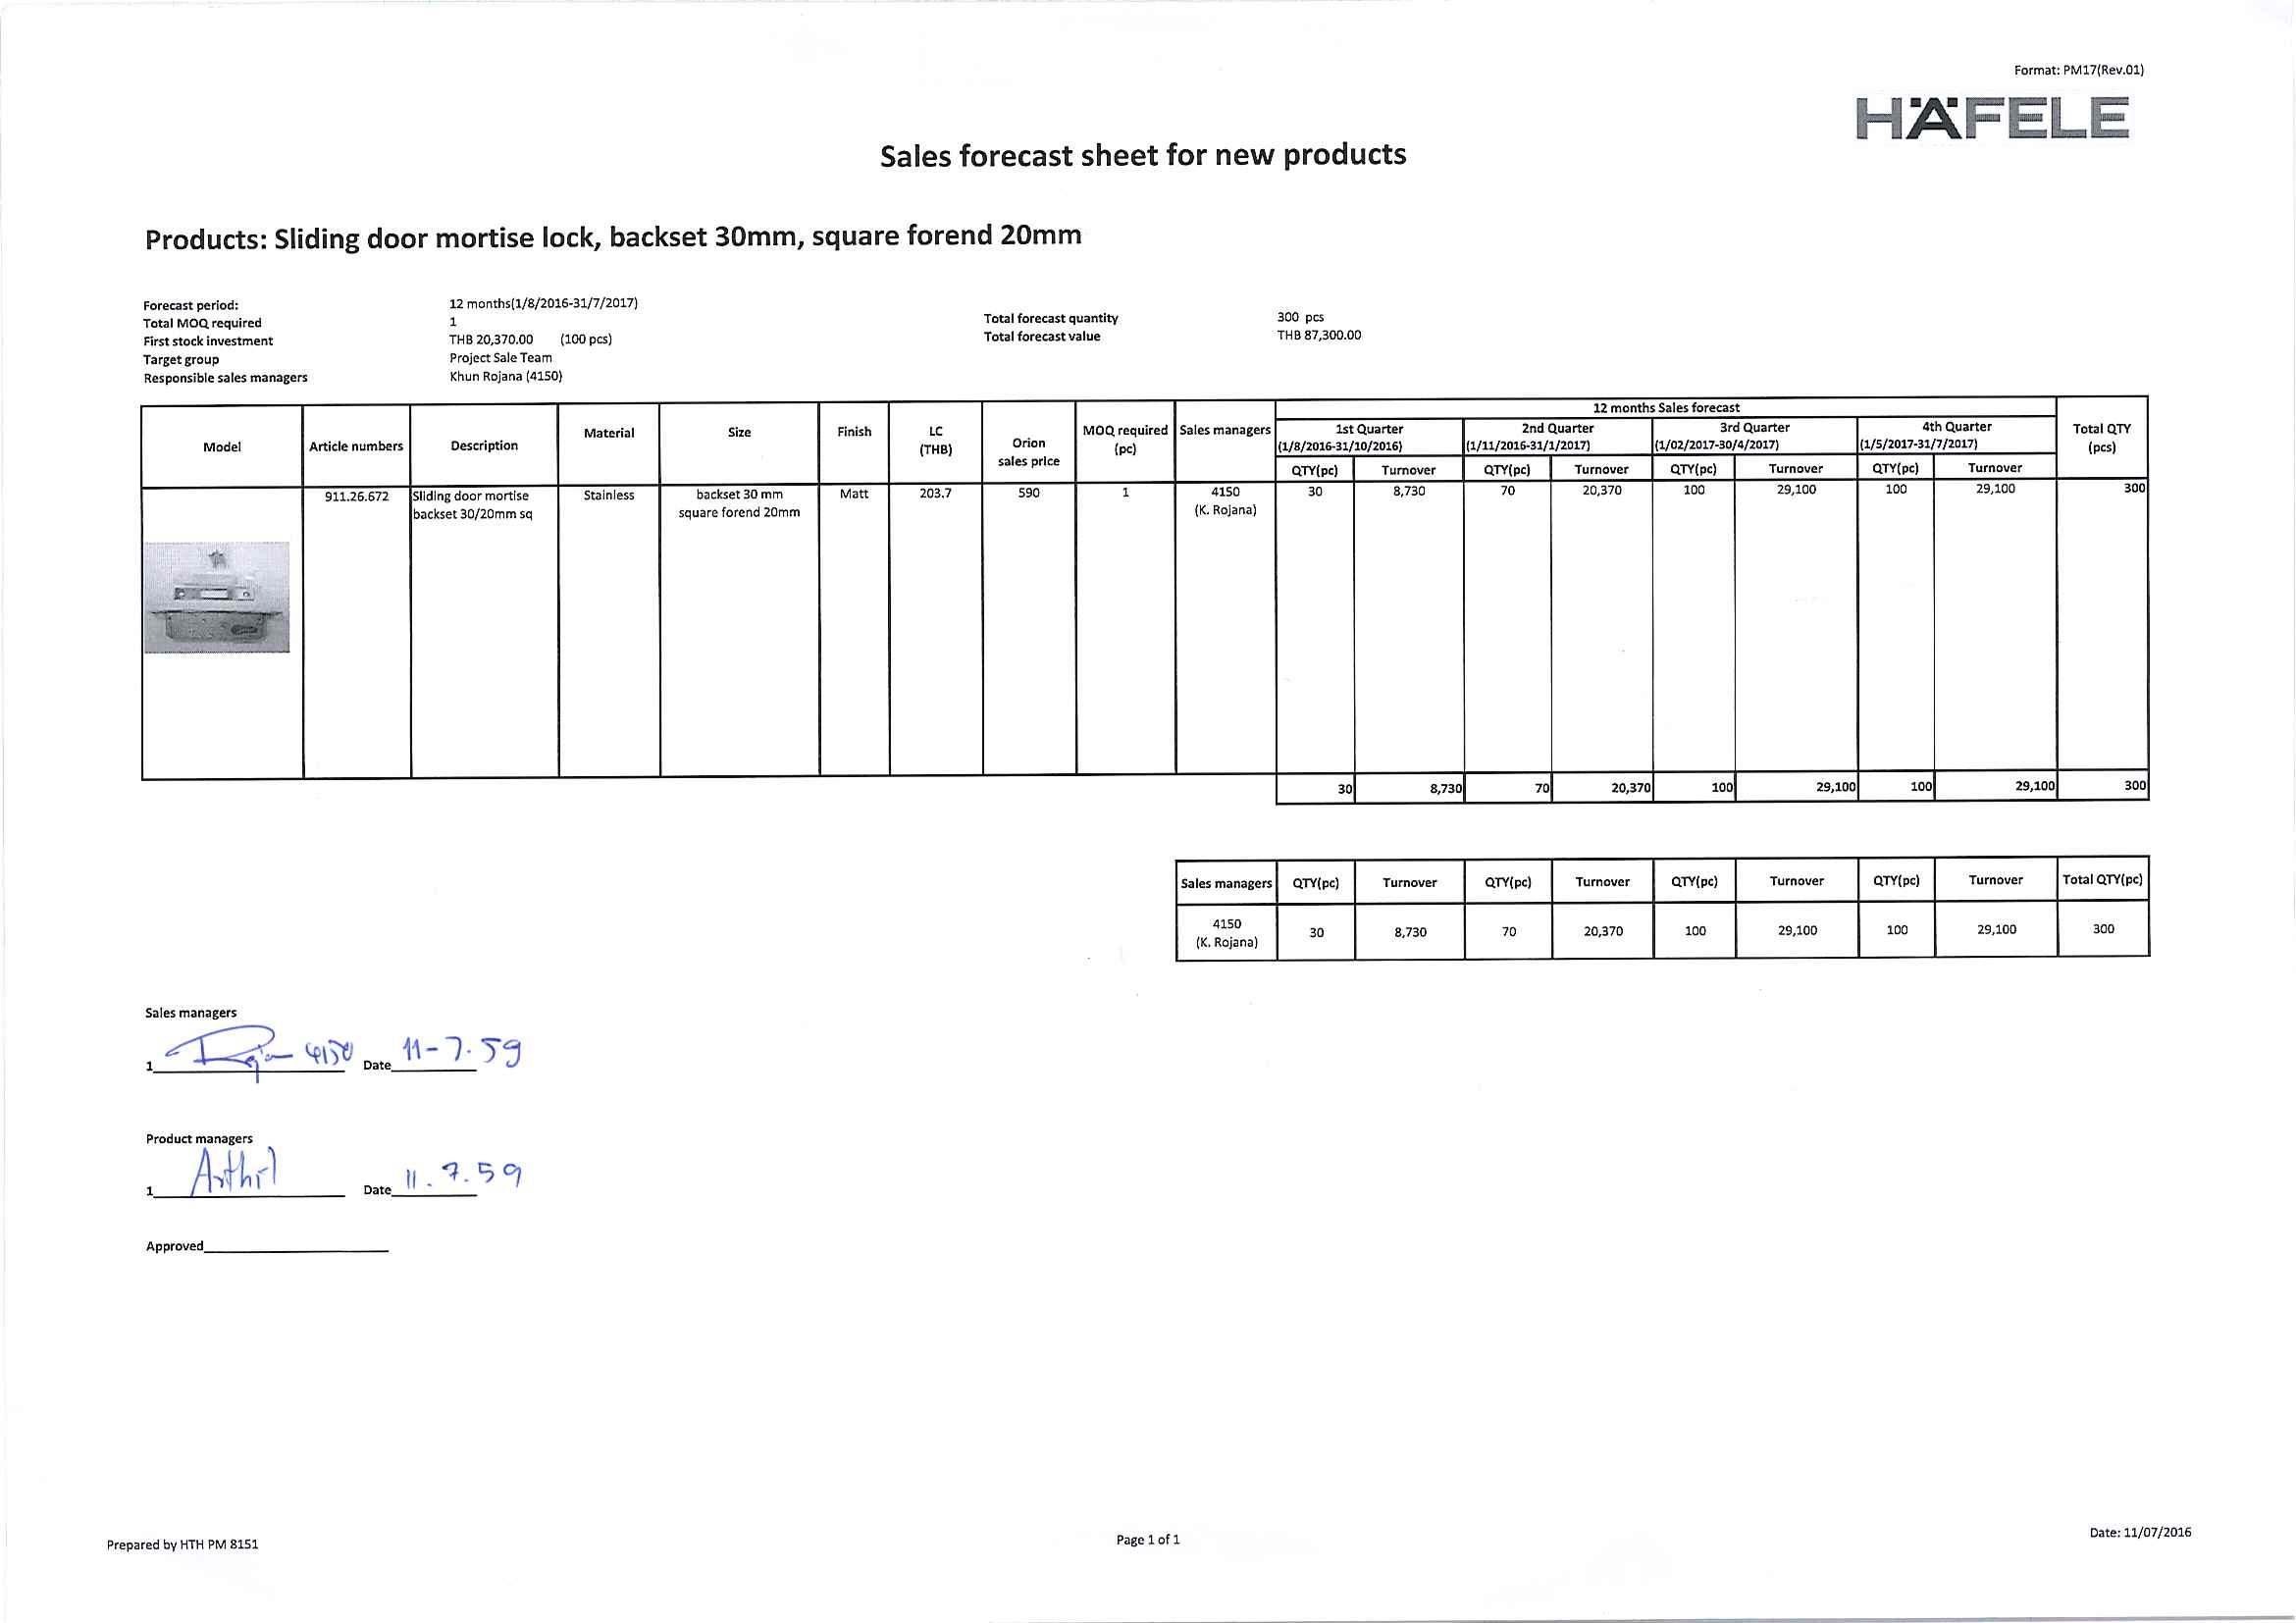 Format: PM17(Rev.01)
HÄFELE
Sales forecast sheet for new products
Products: Sliding door mortise lock, backset 30mm, square forend 20mm
Forecast period: 12 months(1/8/2016-31/7/2017)
Total MOQ required 1 Total forecast quantity 300 pcs
First stock investment THB 20,370.00 (100 pcs) Total forecast value THB 87,300.00
Target group Project Sale Team
Responsible sales managers Khun Rojana (4150)
12 months Sales forecast
Model Article numbers Description Material Size Finish LC (THB) Orion sales price MOQ required (pc) Sales managers 1st Quarter (1/8/2016-31/10/2016) 2nd Quarter (1/11/2016-31/1/2017) 3rd Quarter (1/02/2017-30/4/2017) 4th Quarter (1/5/2017-31/7/2017) Total QTY (pcs)
QTY(pc) Turnover QTY(pc) Turnover QTY(pc) Turnover QTY(pc) Turnover
911.26.672 Sliding door mortise Stainless backset 30 mm Matt 203.7 590 1 4150 30 8,730 70 20,370 100 29,100 100 29,100 300
backset 30/20mm sq square forend 20mm (K. Rojana)
30 8,730 70 20,370 100 29,100 100 29,100 300
Sales managers QTY(pc) Turnover QTY(pc) Turnover QTY(pc) Turnover QTY(pc) Turnover Total QTY(pc)
4150 30 8,730 70 20,370 100 29,100 100 29,100 300
(K. Rojana)
Sales managers
1 4150 Date 11-7.59
Product managers
1 Date 11.7.59
Approved
Prepared by HTH PM 8151 Page 1 of 1 Date: 11/07/2016